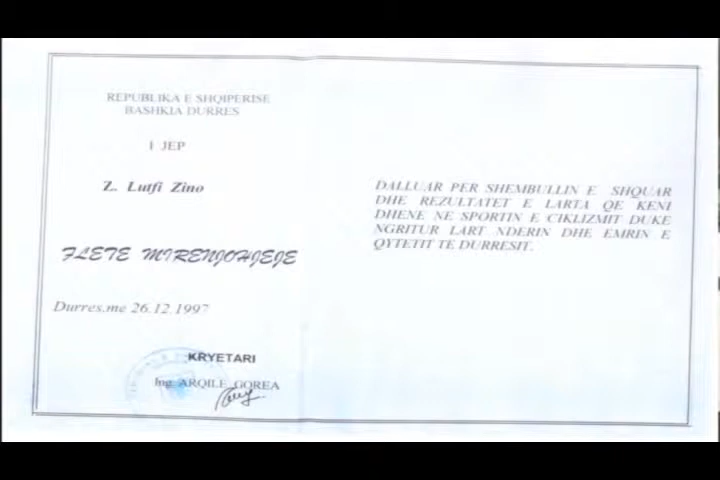 REPUBLIKA E SHQIPERISE
BASHKIA DURRES
I JEP
Z. Lutfi Zino
FLETE MIRENJOHJEJE
Durres.me 26.12.1997
KRYETARI
Ing. ARQILE GOREA
DALLUAR PER SHEMBULLIN E SHQUAR
DHE REZULTATET E LARTA QE KENI
DHENE NE SPORTIN E CIKLIZMIT DUKE
NGRITUR LART NDERIN DHE EMRIN E
QYTETIT TE DURRESIT.